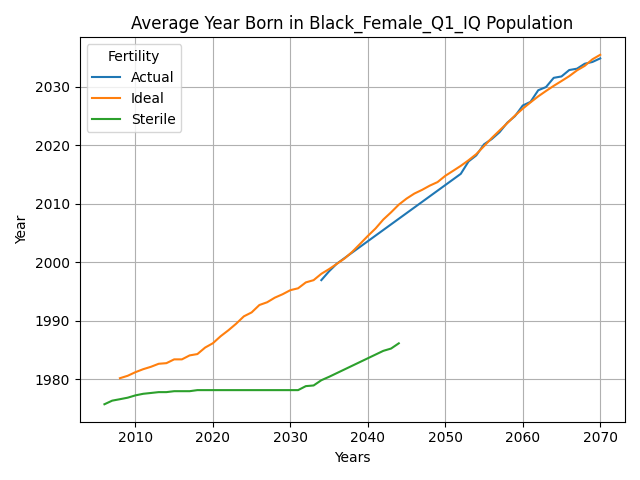 Average Year Born in Black_Female_Q1_IQ Population
Fertility
Actual
Ideal
Sterile
Year
2030
2020
2010
2000
1990
1980
2010 2020 2030 2040 2050 2060 2070
Years